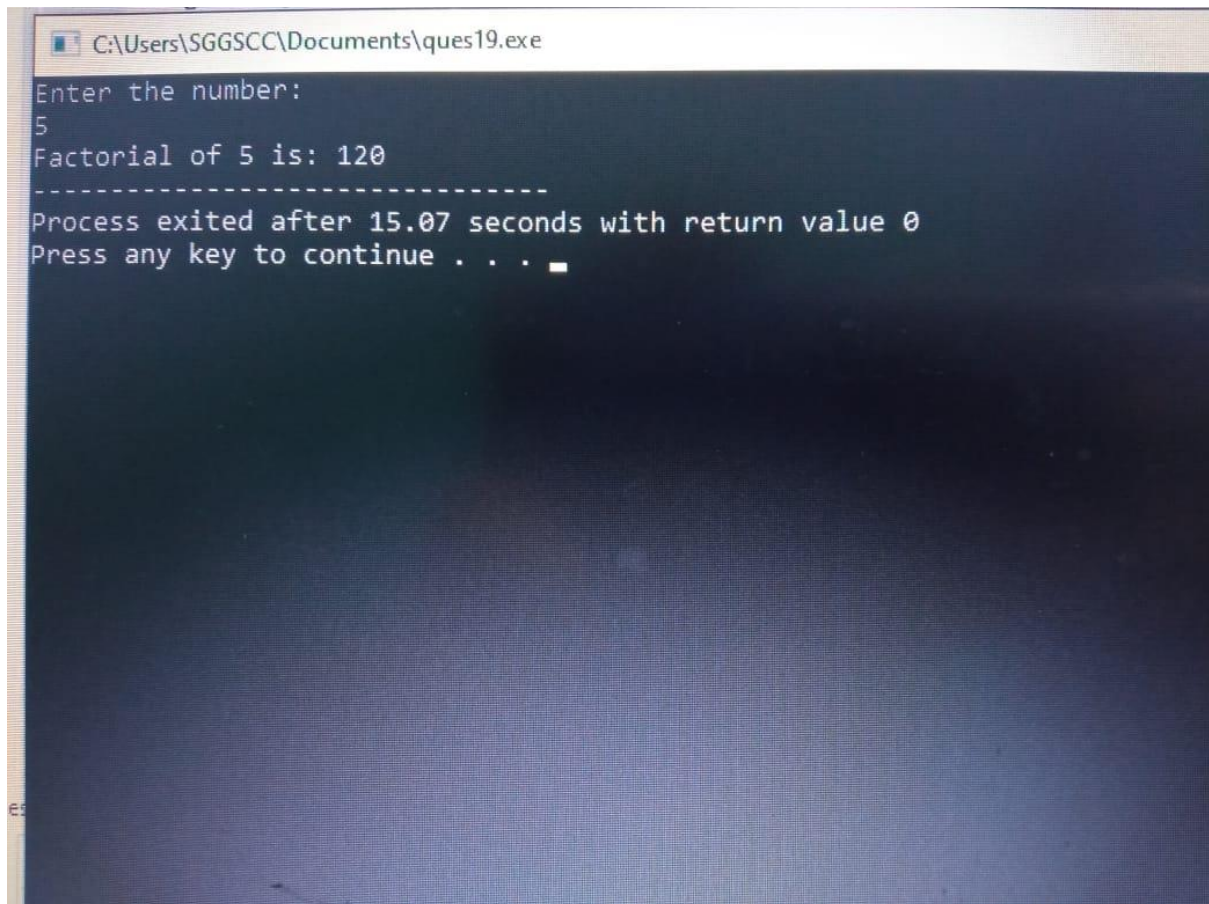 C:\Users\SGGSCC\Documents\ques19.exe
Enter the number:
5
Factorial of 5 is: 120
--------------------------------
Process exited after 15.07 seconds with return value 0
Press any key to continue . . .